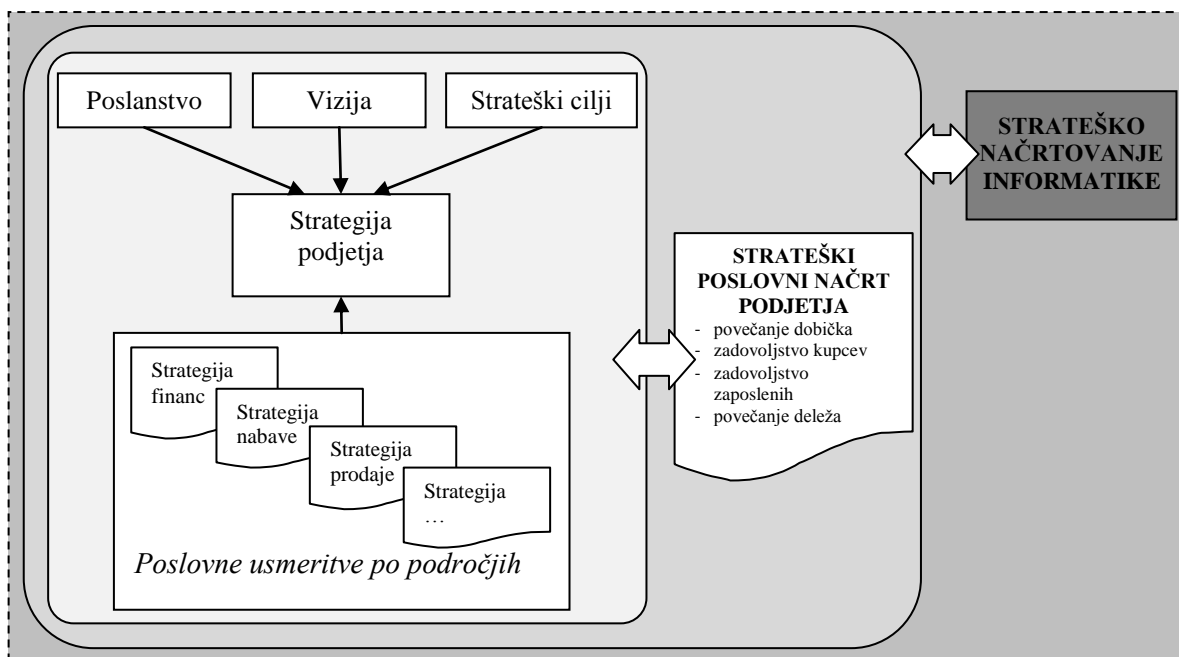 Poslanstvo
Vizija
Strateški cilji
STRATEŠKO
NAČRTOVANJE
INFORMATIKE
Strategija
podjetja
STRATEŠKI
POSLOVNI NAČRT
PODJETJA
- povečanje dobička
- zadovoljstvo kupcev
- zadovoljstvo
zaposlenih
- povečanje deleža
Strategija
financ
Strategija
nabave
Strategija
prodaje
Strategija
…
Poslovne usmeritve po področjih